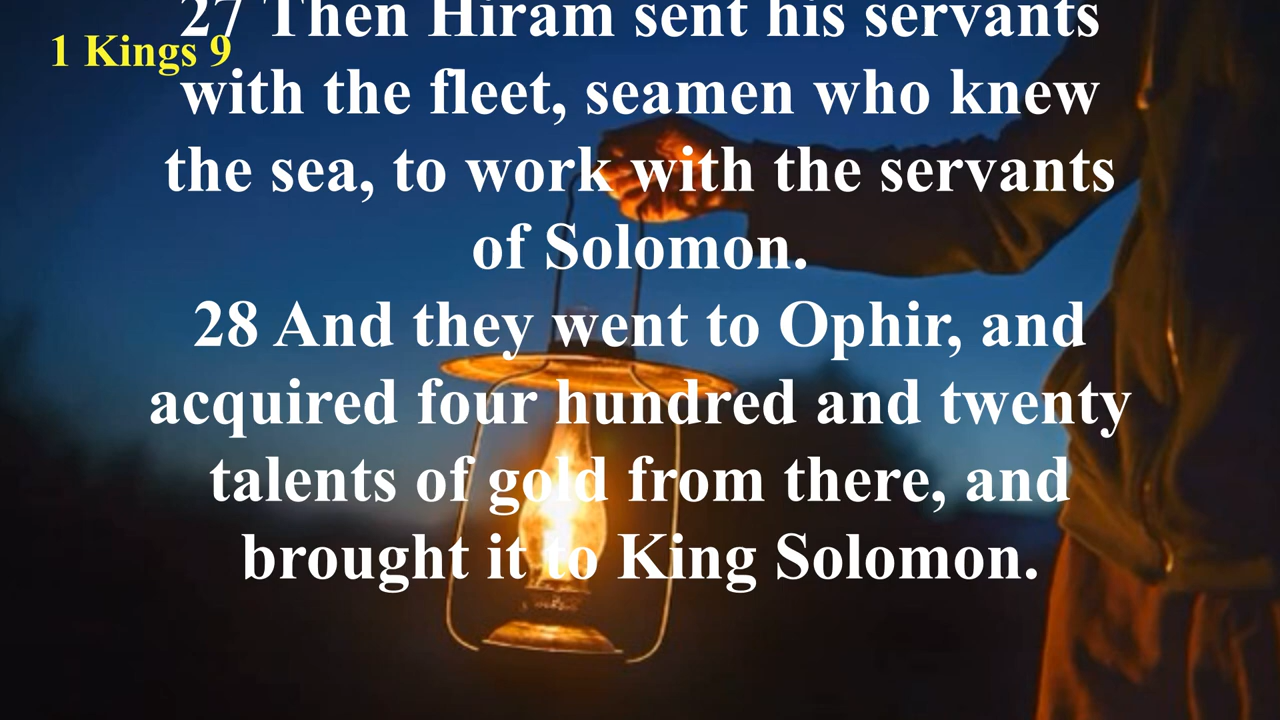 27 Then Hiram sent his servants
1 Kings 9
with the fleet, seamen who knew
the sea, to work with the servants
of Solomon.
28 And they went to Ophir, and
acquired four hundred and twenty
talents of gold from there, and
brought it to King Solomon.